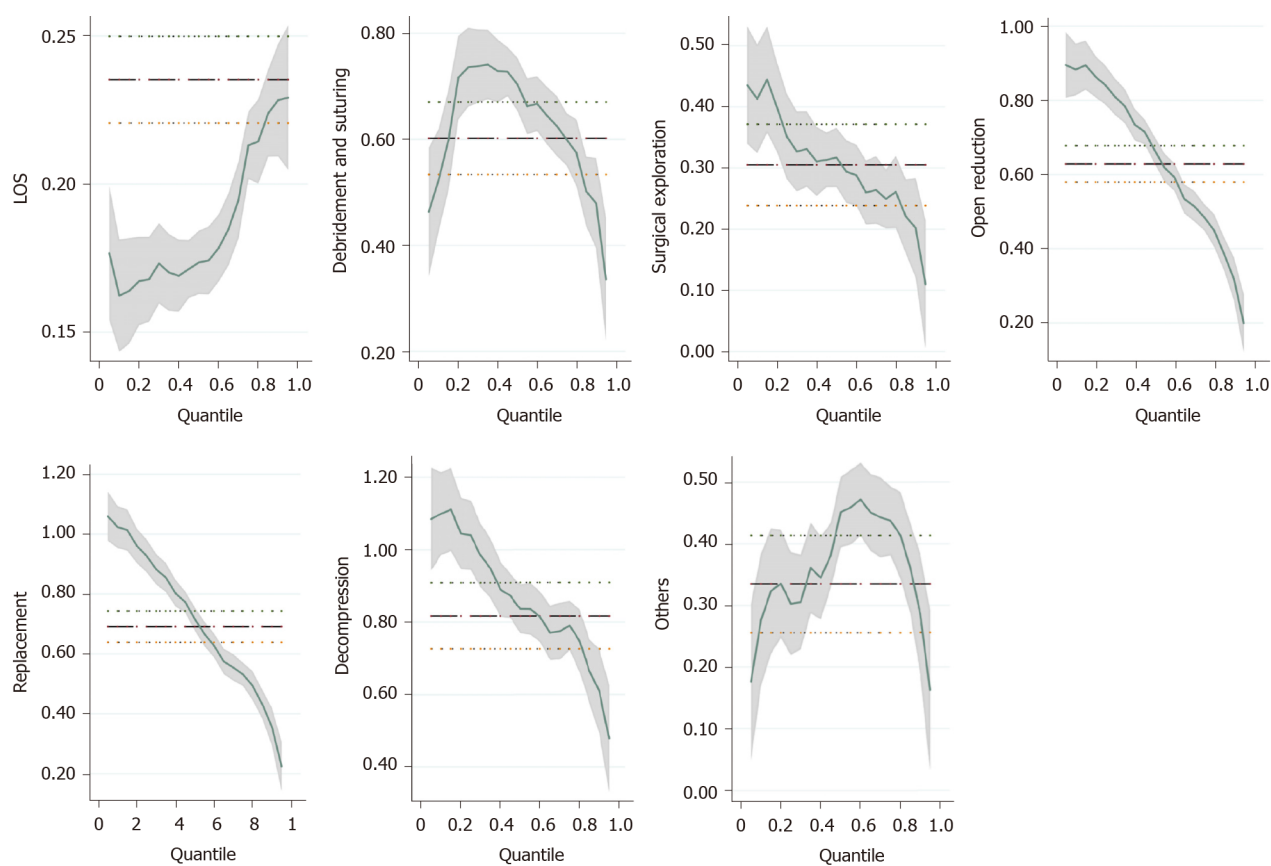 LOS
0.25
0.20
0.15
0 0.2 0.4 0.6 0.8 1.0
Quantile
Debridement and suturing
0.80
0.60
0.40
0.20
0 0.2 0.4 0.6 0.8 1.0
Quantile
Surgical exploration
0.50
0.40
0.30
0.20
0.10
0.00
0 0.2 0.4 0.6 0.8 1.0
Quantile
Open reduction
1.00
0.80
0.60
0.40
0.20
0 0.2 0.4 0.6 0.8 1.0
Quantile
Replacement
1.20
1.00
0.80
0.60
0.40
0.20
0 2 4 6 8 1
Quantile
Decompression
1.20
1.00
0.80
0.60
0.40
0 0.2 0.4 0.6 0.8 1.0
Quantile
Others
0.50
0.40
0.30
0.20
0.10
0.00
0 0.2 0.4 0.6 0.8 1.0
Quantile